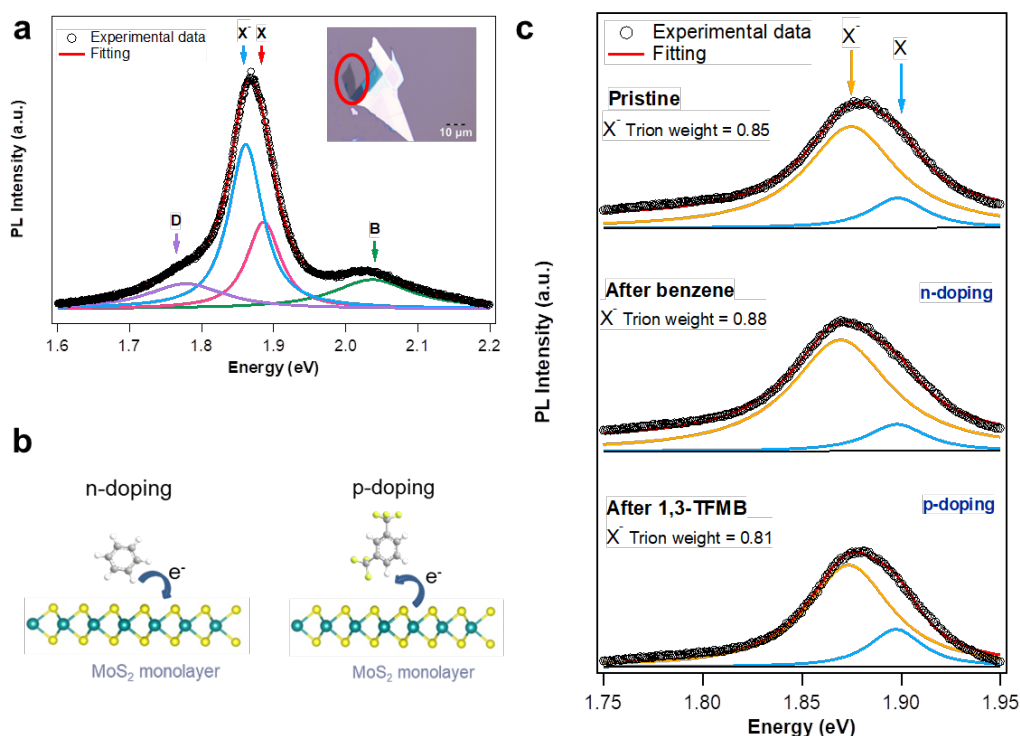 a
Experimental data
Fitting
X⁻ X
D
B
10 µm
PL Intensity (a.u.)
1.6 1.7 1.8 1.9 2.0 2.1 2.2
Energy (eV)
b
n-doping
e⁻
MoS₂ monolayer
p-doping
e⁻
MoS₂ monolayer
c
Experimental data
Fitting
X⁻
X
Pristine
X⁻ Trion weight = 0.85
After benzene
n-doping
X⁻ Trion weight = 0.88
After 1,3-TFMB
p-doping
X⁻ Trion weight = 0.81
PL Intensity (a.u.)
1.75 1.80 1.85 1.90 1.95
Energy (eV)